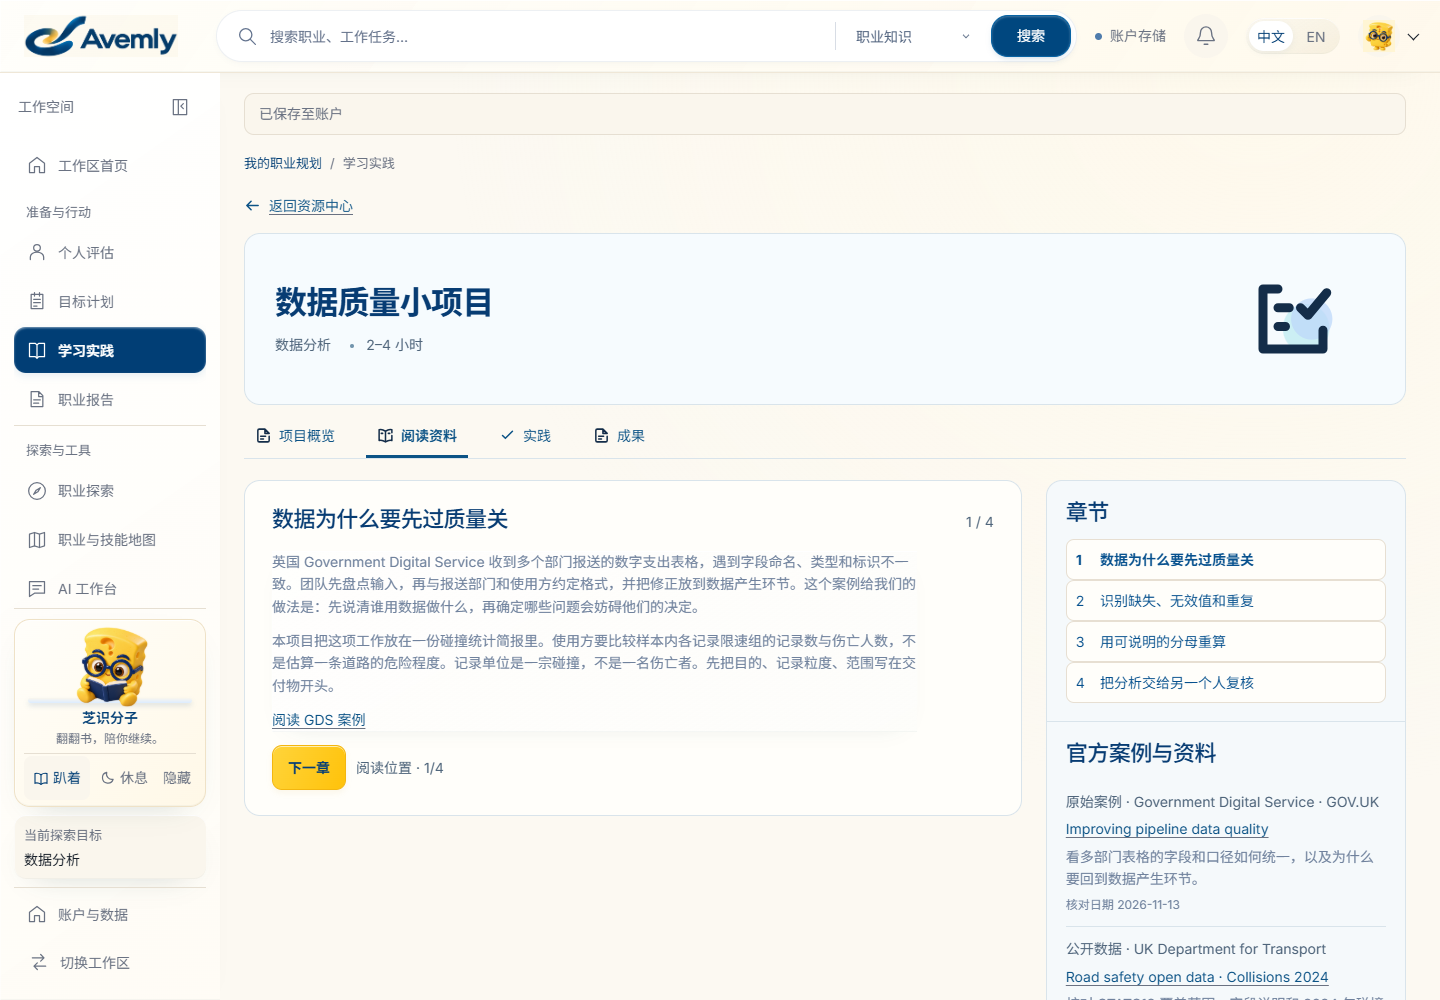 Avemly
搜索职业、工作任务...
职业知识
搜索
账户存储
中文
EN
工作空间
工作区首页
准备与行动
个人评估
目标计划
学习实践
职业报告
探索与工具
职业探索
职业与技能地图
AI 工作台
芝识分子
翻翻书，陪你继续。
趴着
休息
隐藏
当前探索目标
数据分析
账户与数据
切换工作区
已保存至账户
我的职业规划 / 学习实践
返回资源中心
数据质量小项目
数据分析 • 2–4 小时
项目概览
阅读资料
实践
成果
数据为什么要先过质量关
1 / 4
英国 Government Digital Service 收到多个部门报送的数字支出表格，遇到字段命名、类型和标识不一
致。团队先盘点输入，再与报送部门和使用方约定格式，并把修正放到数据产生环节。这个案例给我们的
做法是：先说清谁用数据做什么，再确定哪些问题会妨碍他们的决定。
本项目把这项工作放在一份碰撞统计简报里。使用方要比较样本内各记录限速组的记录数与伤亡人数，不
是估算一条道路的危险程度。记录单位是一宗碰撞，不是一名伤亡者。先把目的、记录粒度、范围写在交
付物开头。
阅读 GDS 案例
下一章
阅读位置 · 1/4
章节
1 数据为什么要先过质量关
2 识别缺失、无效值和重复
3 用可说明的分母重算
4 把分析交给另一个人复核
官方案例与资料
原始案例 · Government Digital Service · GOV.UK
Improving pipeline data quality
看多部门表格的字段和口径如何统一，以及为什么
要回到数据产生环节。
核对日期 2026-11-13
公开数据 · UK Department for Transport
Road safety open data · Collisions 2024